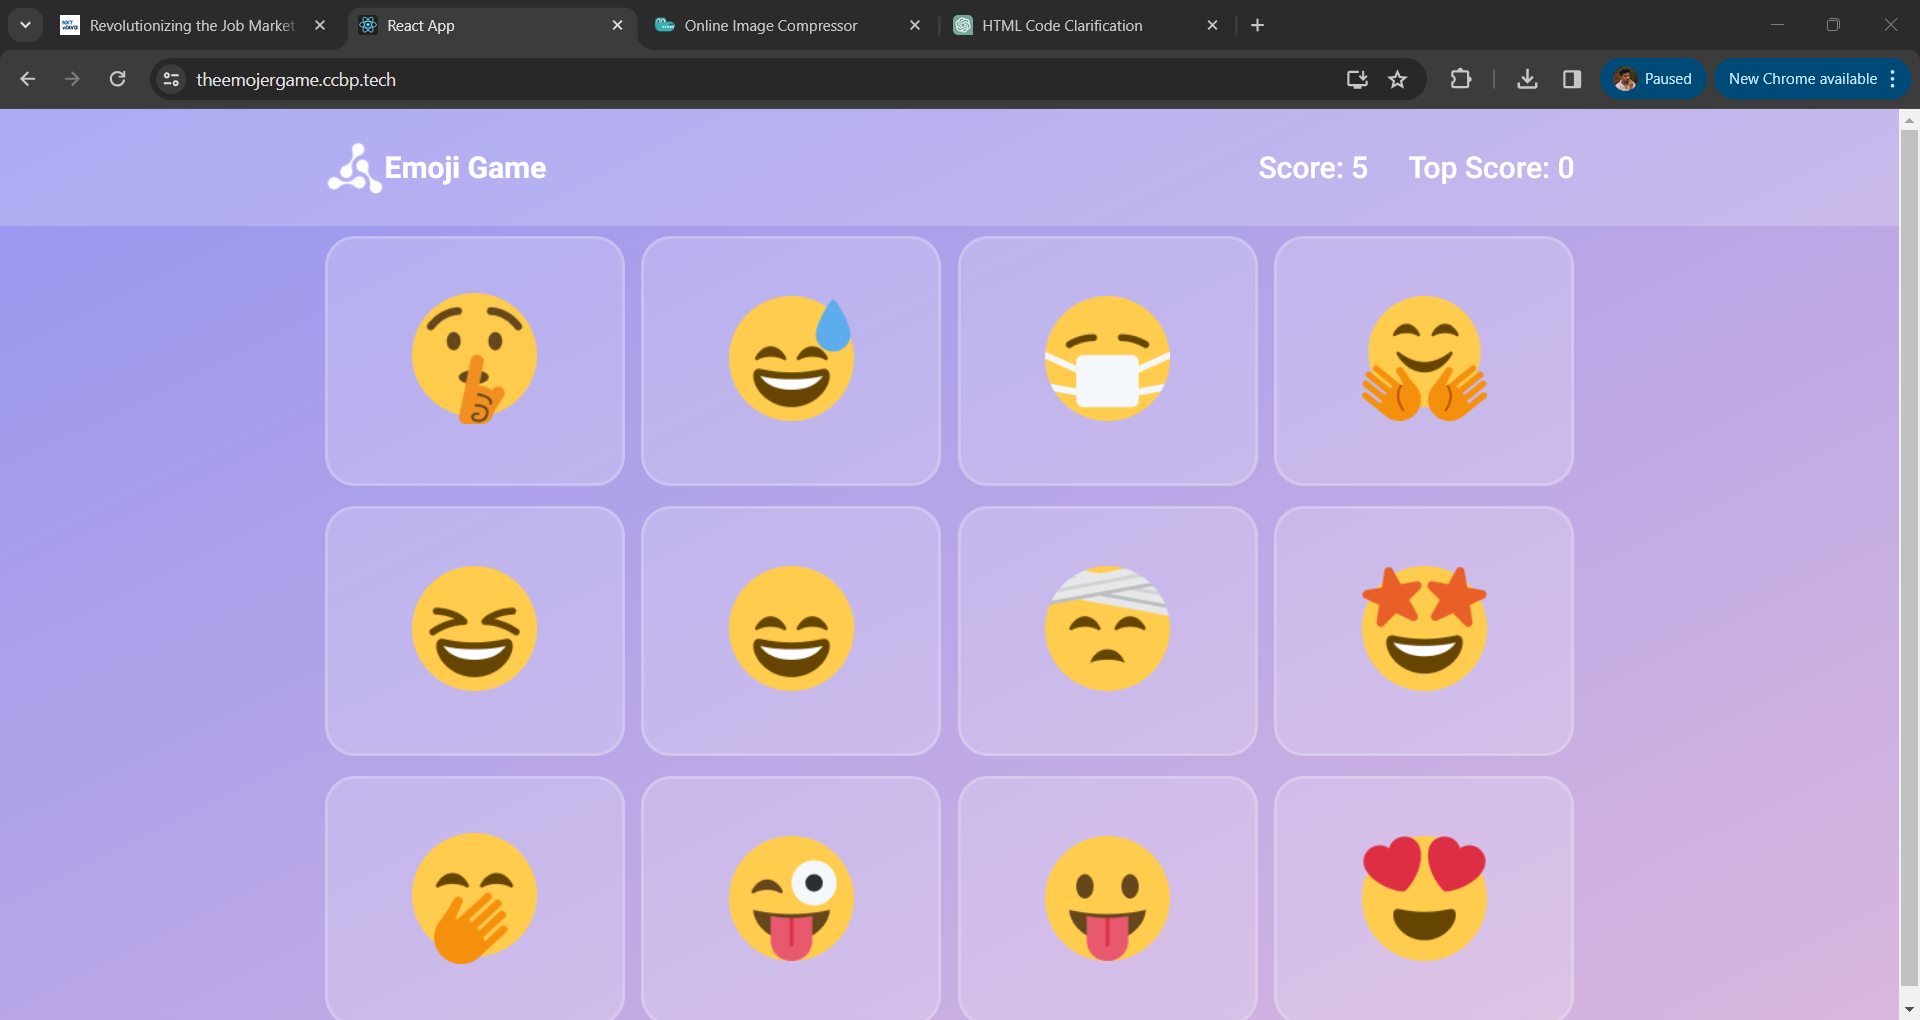 Revolutionizing the Job Market
React App
Online Image Compressor
HTML Code Clarification
theemojergame.ccbp.tech
Paused
New Chrome available
Emoji Game
Score: 5
Top Score: 0